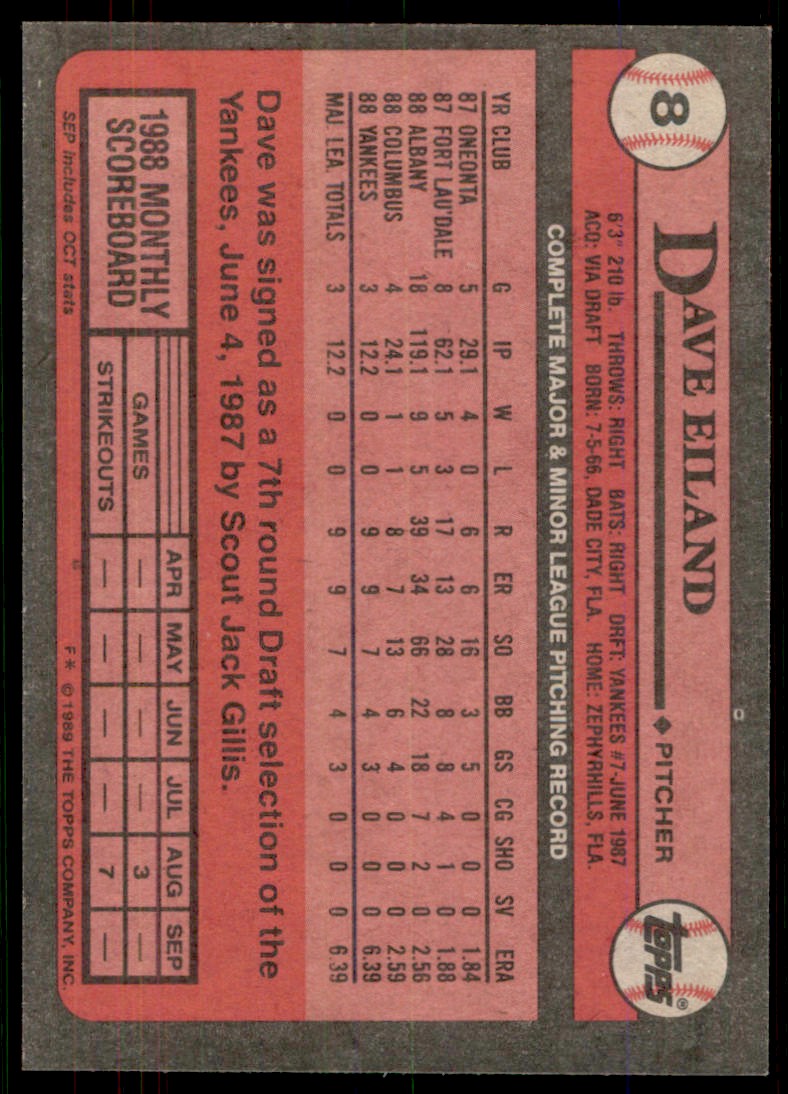 8
DAVE EILAND ◆ PITCHER
topps®
6'3" 210 lb. THROWS: RIGHT BATS: RIGHT DRFT: YANKEES #7-JUNE 1987
ACQ: VIA DRAFT BORN: 7-5-66, DADE CITY, FLA. HOME: ZEPHYRHILLS, FLA.
COMPLETE MAJOR & MINOR LEAGUE PITCHING RECORD
YR CLUB G IP W L R ER SO BB GS CG SHO SV ERA
87 ONEONTA 5 29.1 4 0 6 6 16 3 5 0 0 0 1.84
87 FORT LAU'DALE 8 62.1 5 3 17 13 28 8 8 4 1 0 1.88
88 ALBANY 18 119.1 9 5 39 34 66 22 18 7 2 0 2.56
88 COLUMBUS 4 24.1 1 1 8 7 13 6 4 0 0 0 2.59
88 YANKEES 3 12.2 0 0 9 9 7 4 3 0 0 0 6.39
MAJ. LEA. TOTALS 3 12.2 0 0 9 9 7 4 3 0 0 0 6.39
Dave was signed as a 7th round Draft selection of the
Yankees, June 4, 1987 by Scout Jack Gillis.
1988 MONTHLY
SCOREBOARD
APR MAY JUN JUL AUG SEP
GAMES — — — — 3 —
STRIKEOUTS — — — — 7 —
SEP includes OCT stats
F* © 1989 THE TOPPS COMPANY, INC.